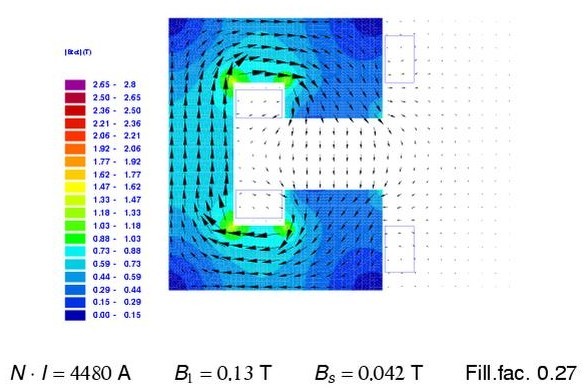 |Btot| (T)
2.65 - 2.8
2.50 - 2.65
2.36 - 2.50
2.21 - 2.36
2.06 - 2.21
1.92 - 2.06
1.77 - 1.92
1.62 - 1.77
1.47 - 1.62
1.33 - 1.47
1.18 - 1.33
1.03 - 1.18
0.88 - 1.03
0.73 - 0.88
0.59 - 0.73
0.44 - 0.59
0.29 - 0.44
0.15 - 0.29
0.00 - 0.15
N · I = 4480 A B₁ = 0.13 T Bₛ = 0.042 T Fill.fac. 0.27